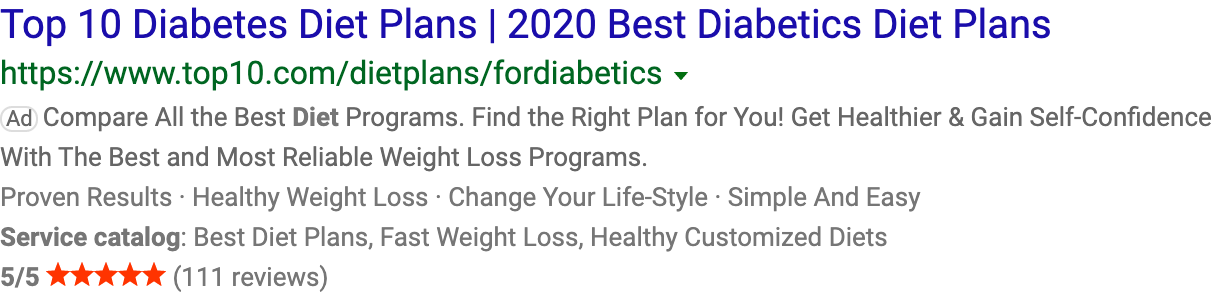 Top 10 Diabetes Diet Plans | 2020 Best Diabetics Diet Plans
https://www.top10.com/dietplans/fordiabetics
Ad Compare All the Best Diet Programs. Find the Right Plan for You! Get Healthier & Gain Self-Confidence
With The Best and Most Reliable Weight Loss Programs.
Proven Results · Healthy Weight Loss · Change Your Life-Style · Simple And Easy
Service catalog: Best Diet Plans, Fast Weight Loss, Healthy Customized Diets
5/5 ★★★★★ (111 reviews)